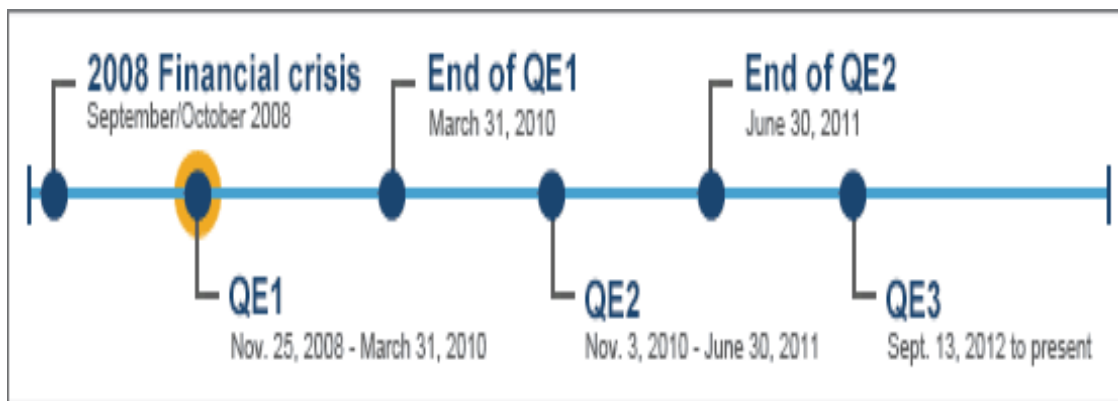 2008 Financial crisis
September/October 2008
End of QE1
March 31, 2010
End of QE2
June 30, 2011
QE1
Nov. 25, 2008 - March 31, 2010
QE2
Nov. 3, 2010 - June 30, 2011
QE3
Sept. 13, 2012 to present